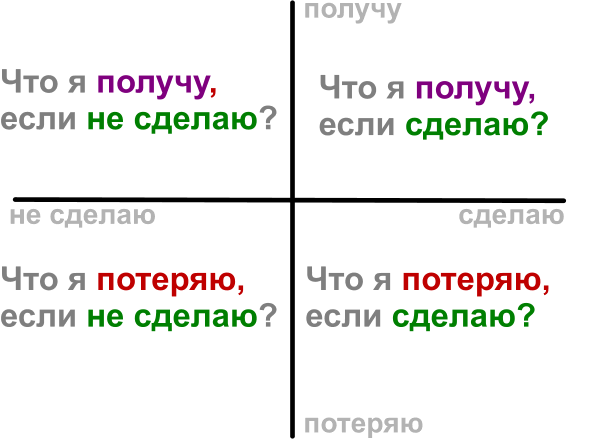 получу
Что я получу,
если не сделаю?
Что я получу,
если сделаю?
не сделаю
сделаю
Что я потеряю,
если не сделаю?
Что я потеряю,
если сделаю?
потеряю